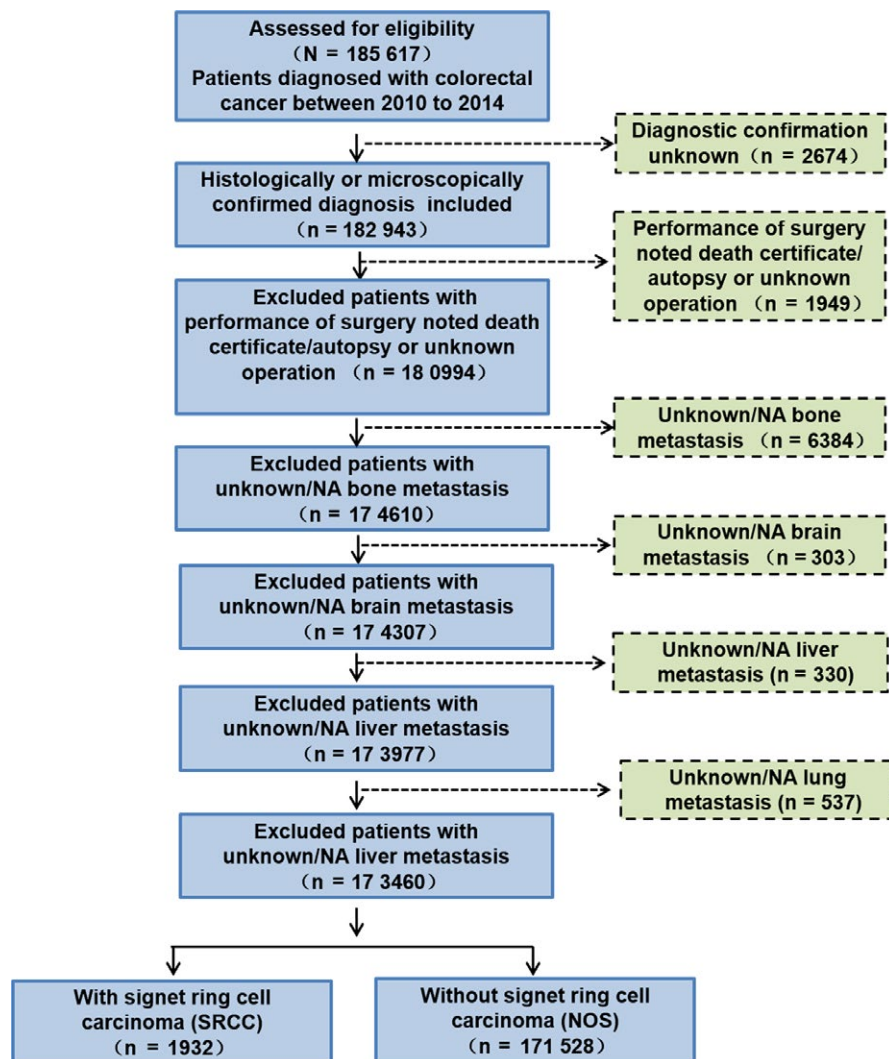 Assessed for eligibility
（N = 185 617）
Patients diagnosed with colorectal
cancer between 2010 to 2014
Diagnostic confirmation
unknown（n = 2674）
Histologically or microscopically
confirmed diagnosis included
（n = 182 943）
Performance of surgery
noted death certificate/
autopsy or unknown
operation （n = 1949）
Excluded patients with
performance of surgery noted death
certificate/autopsy or unknown
operation （n = 18 0994）
Unknown/NA bone
metastasis （n = 6384）
Excluded patients with
unknown/NA bone metastasis
（n = 17 4610）
Unknown/NA brain
metastasis （n = 303）
Excluded patients with
unknown/NA brain metastasis
（n = 17 4307）
Unknown/NA liver
metastasis (n = 330)
Excluded patients with
unknown/NA liver metastasis
（n = 17 3977）
Unknown/NA lung
metastasis (n = 537)
Excluded patients with
unknown/NA liver metastasis
（n = 17 3460）
With signet ring cell
carcinoma (SRCC)
（n = 1932）
Without signet ring cell
carcinoma (NOS)
（n = 171 528）